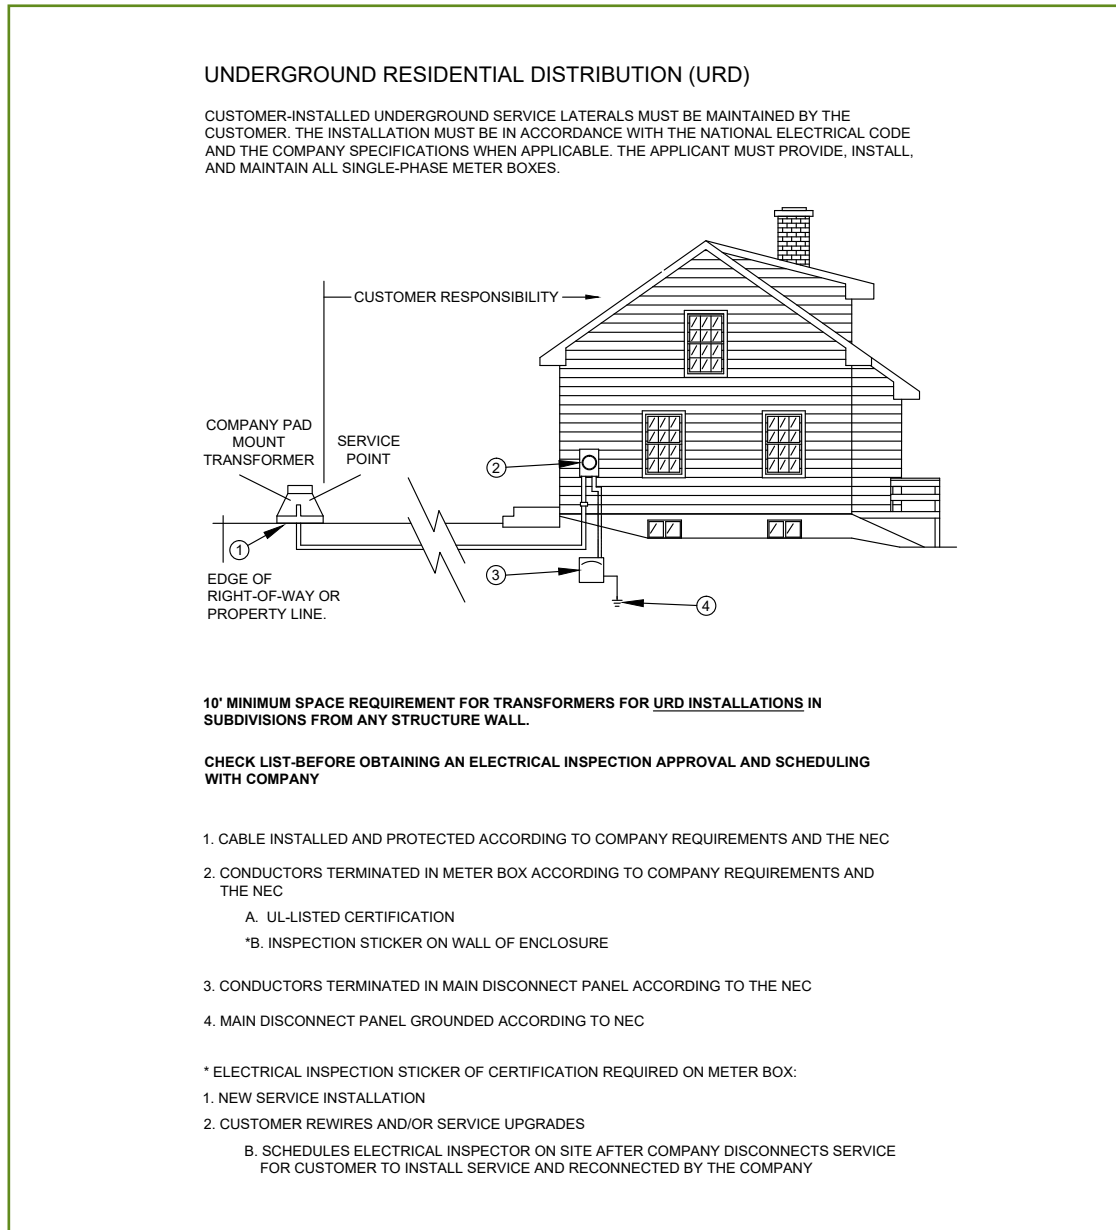 UNDERGROUND RESIDENTIAL DISTRIBUTION (URD)
CUSTOMER-INSTALLED UNDERGROUND SERVICE LATERALS MUST BE MAINTAINED BY THE
CUSTOMER. THE INSTALLATION MUST BE IN ACCORDANCE WITH THE NATIONAL ELECTRICAL CODE
AND THE COMPANY SPECIFICATIONS WHEN APPLICABLE. THE APPLICANT MUST PROVIDE, INSTALL,
AND MAINTAIN ALL SINGLE-PHASE METER BOXES.
CUSTOMER RESPONSIBILITY
COMPANY PAD
MOUNT
TRANSFORMER
SERVICE
POINT
2
1
3
4
EDGE OF
RIGHT-OF-WAY OR
PROPERTY LINE.
10' MINIMUM SPACE REQUIREMENT FOR TRANSFORMERS FOR URD INSTALLATIONS IN
SUBDIVISIONS FROM ANY STRUCTURE WALL.
CHECK LIST-BEFORE OBTAINING AN ELECTRICAL INSPECTION APPROVAL AND SCHEDULING
WITH COMPANY
1. CABLE INSTALLED AND PROTECTED ACCORDING TO COMPANY REQUIREMENTS AND THE NEC
2. CONDUCTORS TERMINATED IN METER BOX ACCORDING TO COMPANY REQUIREMENTS AND
THE NEC
A. UL-LISTED CERTIFICATION
*B. INSPECTION STICKER ON WALL OF ENCLOSURE
3. CONDUCTORS TERMINATED IN MAIN DISCONNECT PANEL ACCORDING TO THE NEC
4. MAIN DISCONNECT PANEL GROUNDED ACCORDING TO NEC
* ELECTRICAL INSPECTION STICKER OF CERTIFICATION REQUIRED ON METER BOX:
1. NEW SERVICE INSTALLATION
2. CUSTOMER REWIRES AND/OR SERVICE UPGRADES
B. SCHEDULES ELECTRICAL INSPECTOR ON SITE AFTER COMPANY DISCONNECTS SERVICE
FOR CUSTOMER TO INSTALL SERVICE AND RECONNECTED BY THE COMPANY